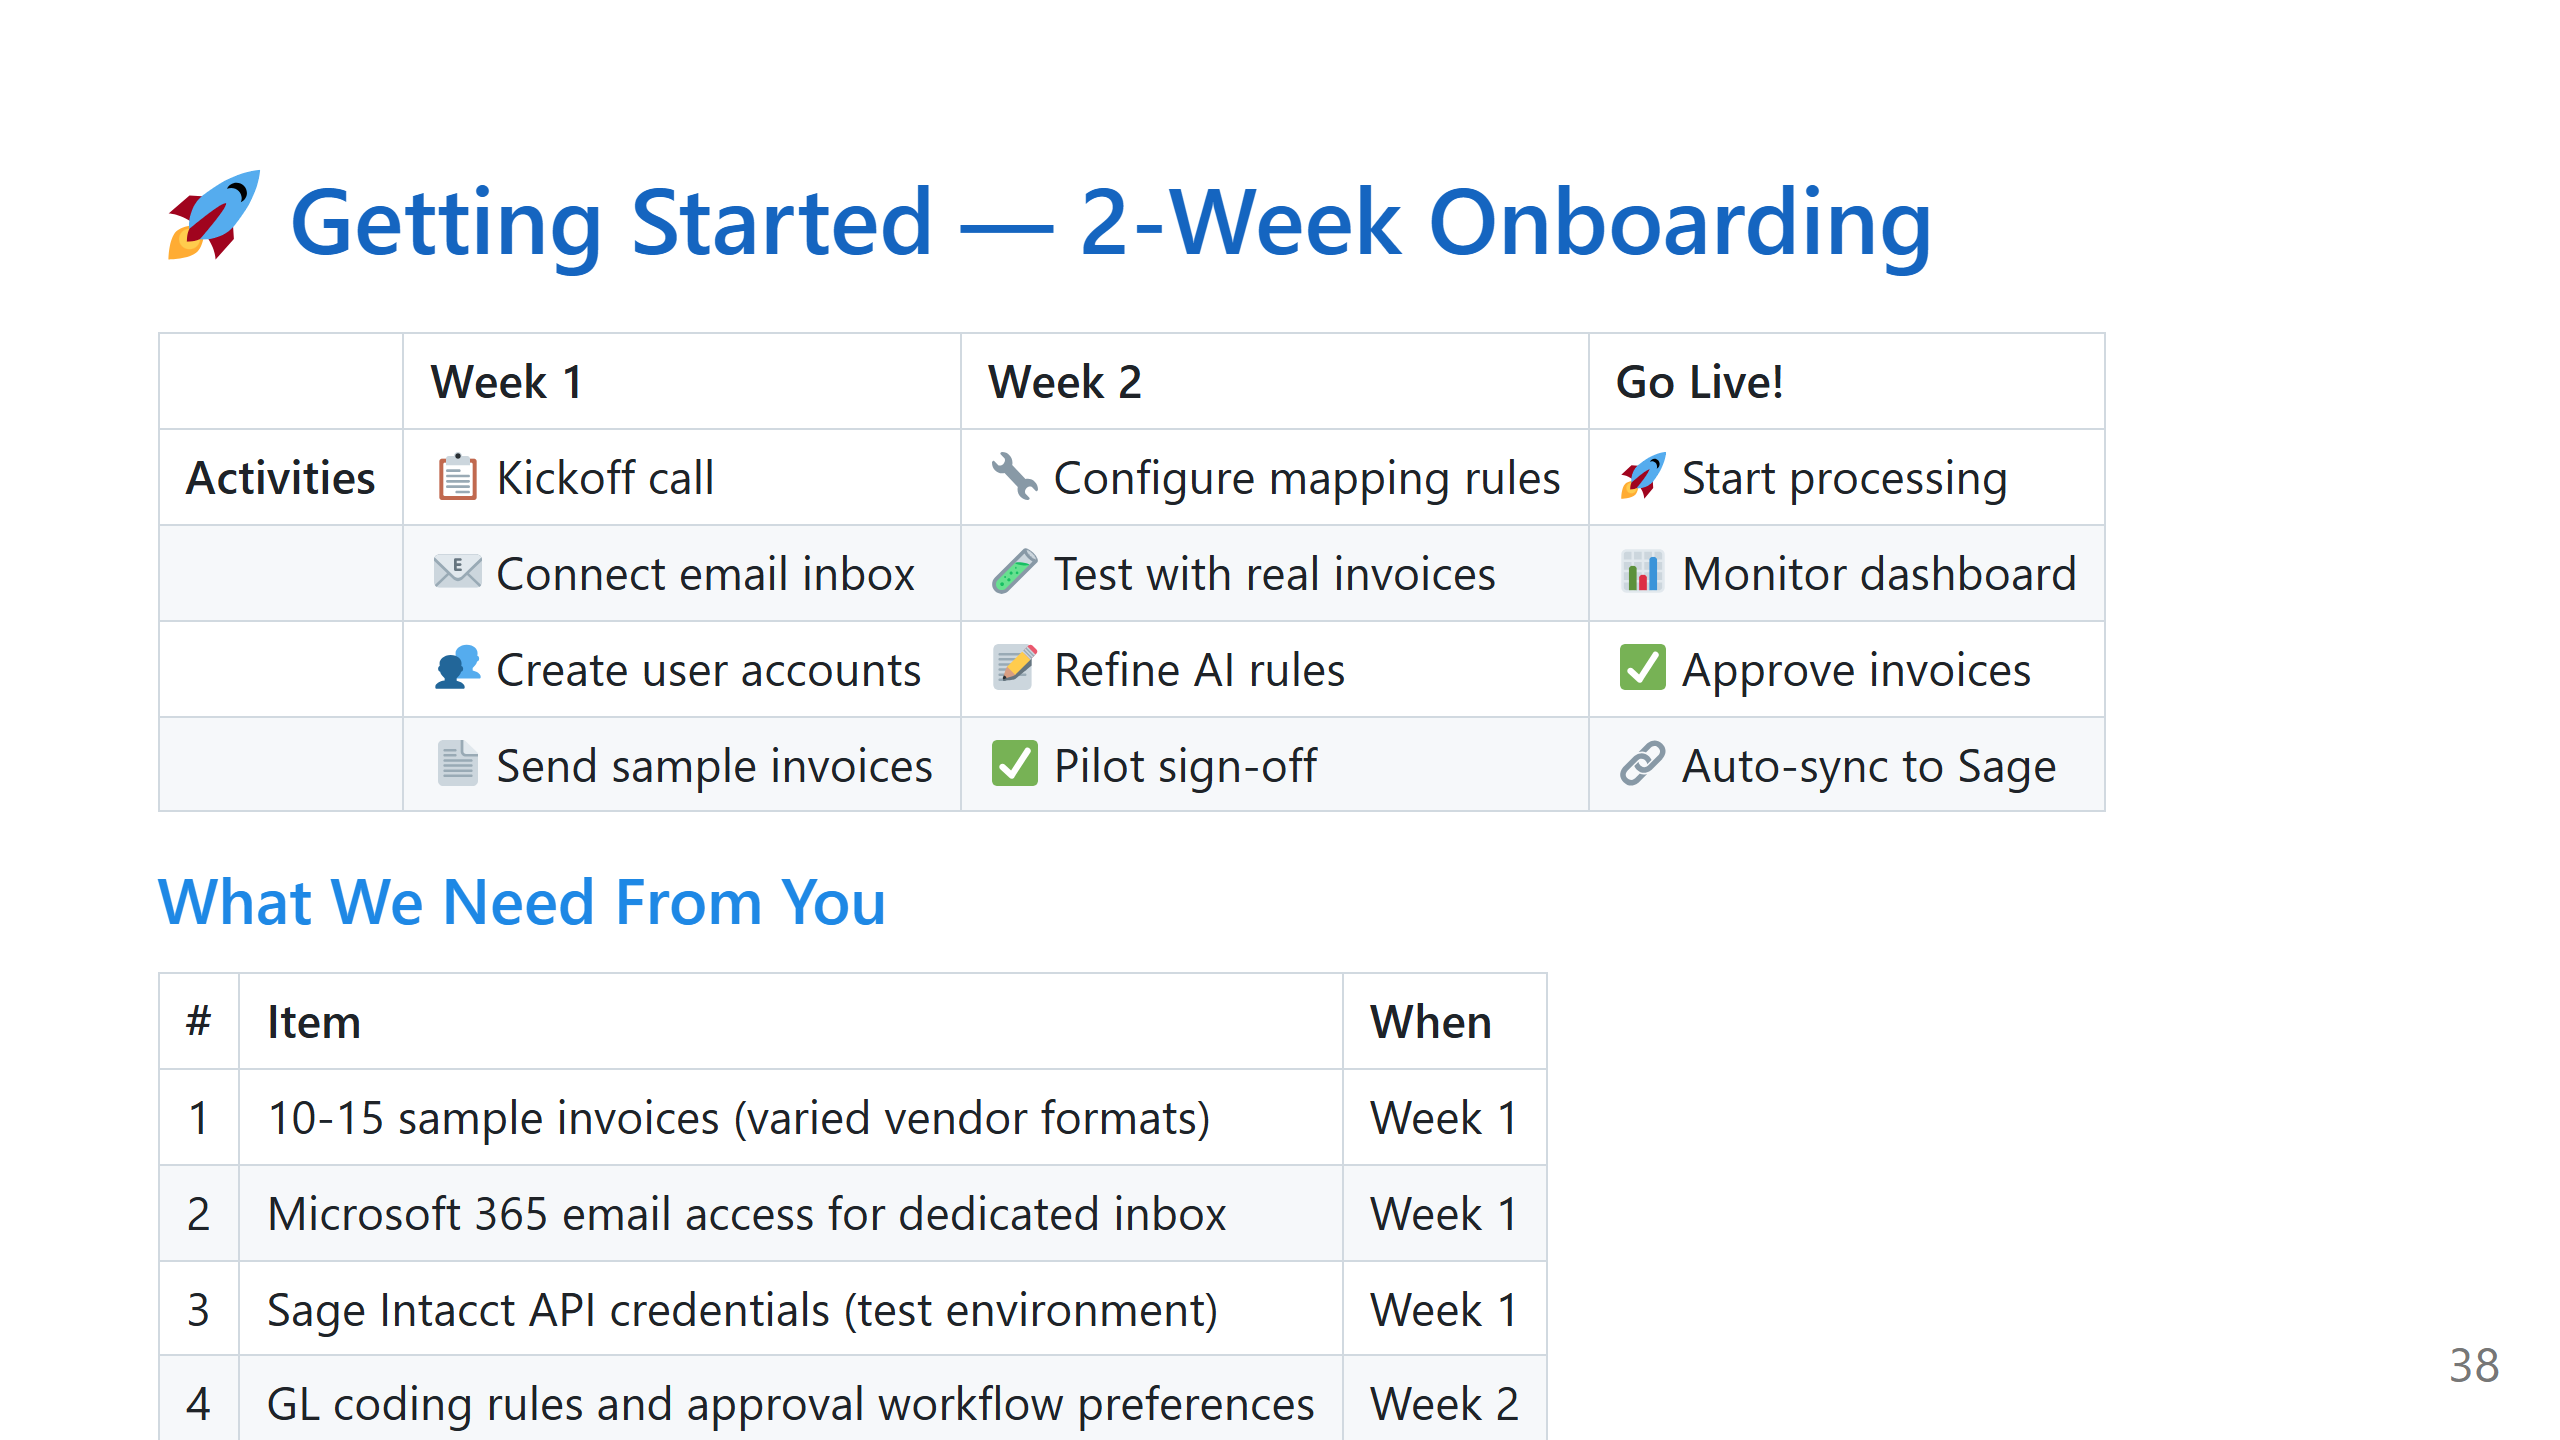 🚀 Getting Started — 2-Week Onboarding
Week 1 Week 2 Go Live!
Activities 📋 Kickoff call 🔧 Configure mapping rules 🚀 Start processing
📧 Connect email inbox 🧪 Test with real invoices 📊 Monitor dashboard
👥 Create user accounts 📝 Refine AI rules ✅ Approve invoices
📄 Send sample invoices ✅ Pilot sign-off 🔗 Auto-sync to Sage
What We Need From You
# Item When
1 10-15 sample invoices (varied vendor formats) Week 1
2 Microsoft 365 email access for dedicated inbox Week 1
3 Sage Intacct API credentials (test environment) Week 1
4 GL coding rules and approval workflow preferences Week 2
38